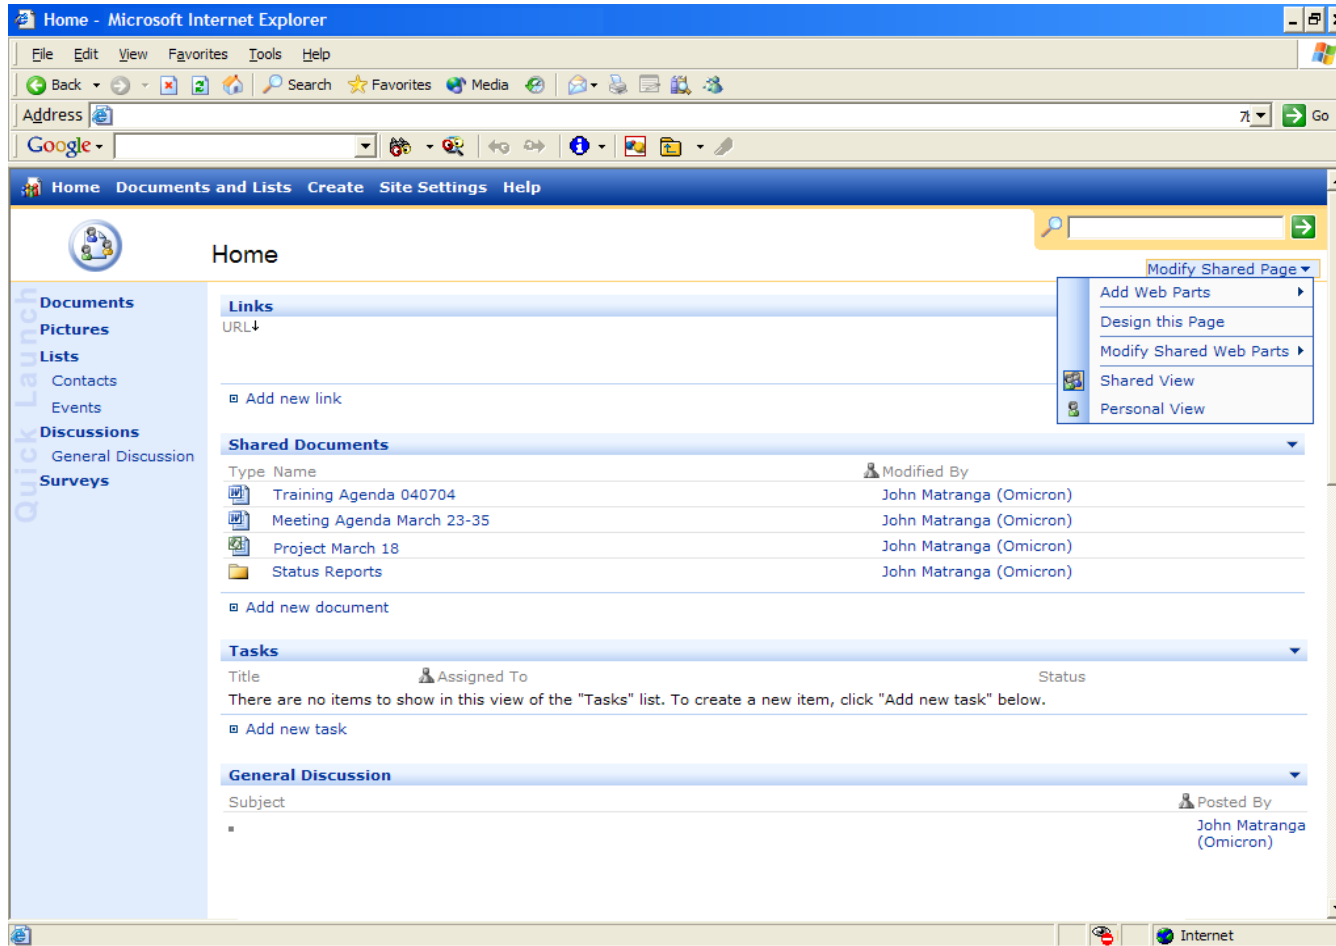 Home - Microsoft Internet Explorer
File Edit View Favorites Tools Help
Back Search Favorites Media
Address Go
Google
Home Documents and Lists Create Site Settings Help
Home
Modify Shared Page
Add Web Parts
Design this Page
Modify Shared Web Parts
Shared View
Personal View
Quick Launch
Documents
Pictures
Lists
Contacts
Events
Discussions
General Discussion
Surveys
Links
URL
Add new link
Shared Documents
Type Name Modified By
Training Agenda 040704 John Matranga (Omicron)
Meeting Agenda March 23-35 John Matranga (Omicron)
Project March 18 John Matranga (Omicron)
Status Reports John Matranga (Omicron)
Add new document
Tasks
Title Assigned To Status
There are no items to show in this view of the "Tasks" list. To create a new item, click "Add new task" below.
Add new task
General Discussion
Subject Posted By
John Matranga
(Omicron)
Internet